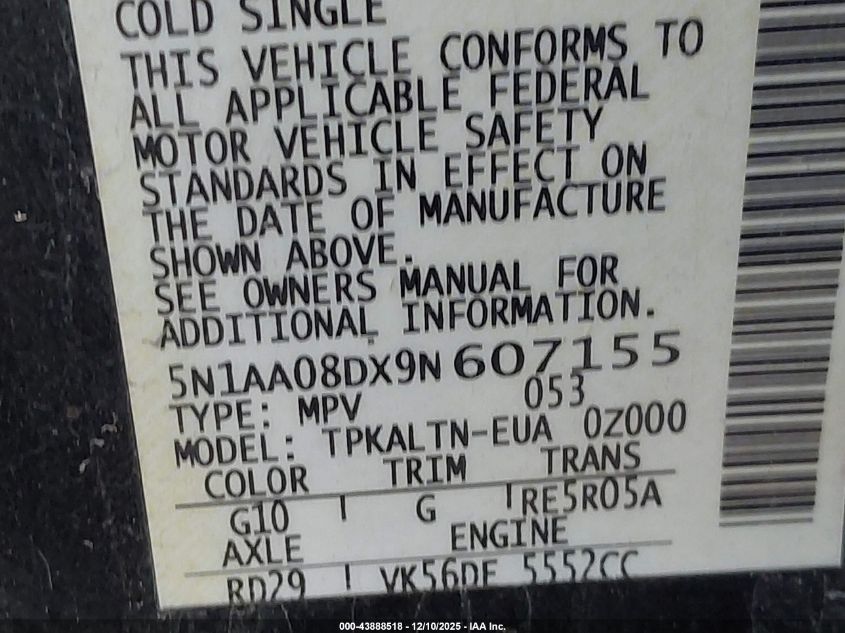 COLD SINGLE
THIS VEHICLE CONFORMS TO
ALL APPLICABLE FEDERAL
MOTOR VEHICLE SAFETY
STANDARDS IN EFFECT ON
THE DATE OF MANUFACTURE
SHOWN ABOVE.
SEE OWNERS MANUAL FOR
ADDITIONAL INFORMATION.
5N1AA08DX9N 607155
TYPE: MPV 053
MODEL: TPKALTN-EUA 0Z000
COLOR TRIM TRANS
G10 G RE5R05A
AXLE ENGINE
RD29 VK56DE 5552CC
000-43888518 - 12/10/2025 - IAA Inc.